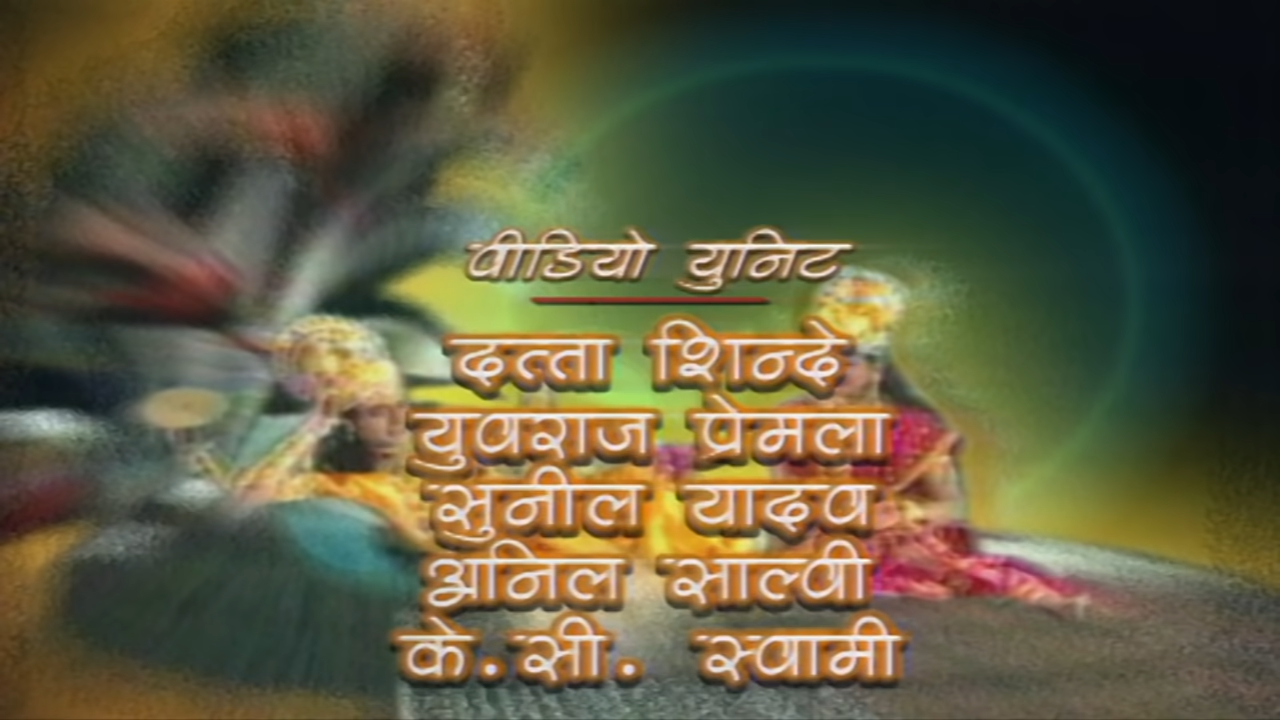 वीडियो युनिट
दत्ता शिन्दे
युवराज प्रेमला
सुनील यादव
अनिल साल्वी
के.सी. स्वामी